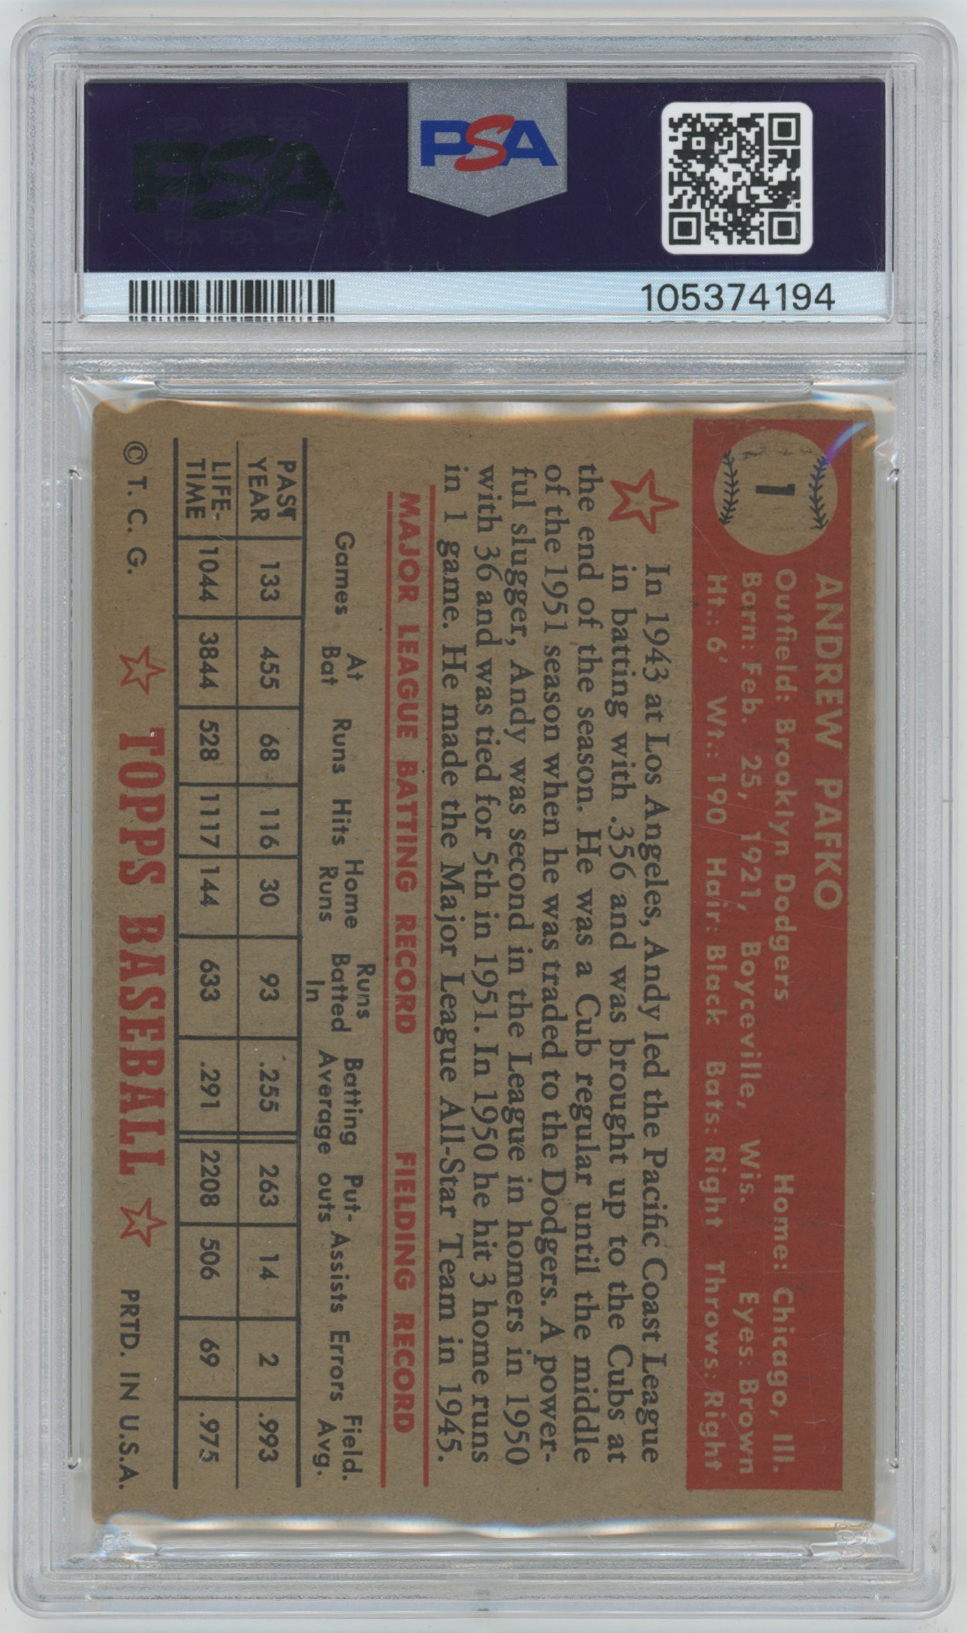 PSA
PSA
105374194
1
ANDREW PAFKO
Outfield: Brooklyn Dodgers Home: Chicago, Ill.
Born: Feb. 25, 1921, Boyceville, Wis. Eyes: Brown
Ht.: 6' Wt.: 190 Hair: Black Bats: Right Throws: Right
In 1943 at Los Angeles, Andy led the Pacific Coast League
in batting with .356 and was brought up to the Cubs at
the end of the season. He was a Cub regular until the middle
of the 1951 season when he was traded to the Dodgers. A power-
ful slugger, Andy was second in the League in homers in 1950
with 36 and was tied for 5th in 1951. In 1950 he hit 3 home runs
in 1 game. He made the Major League All-Star Team in 1945.
MAJOR LEAGUE BATTING RECORD FIELDING RECORD
Games At Bat Runs Hits Home Runs Runs Batted In Batting Average Put-outs Assists Errors Field. Avg.
PAST YEAR 133 455 68 116 30 93 .255 263 14 2 .993
LIFE-TIME 1044 3844 528 1117 144 633 .291 2208 506 69 .975
© T. C. G. TOPPS BASEBALL PRTD. IN U.S.A.